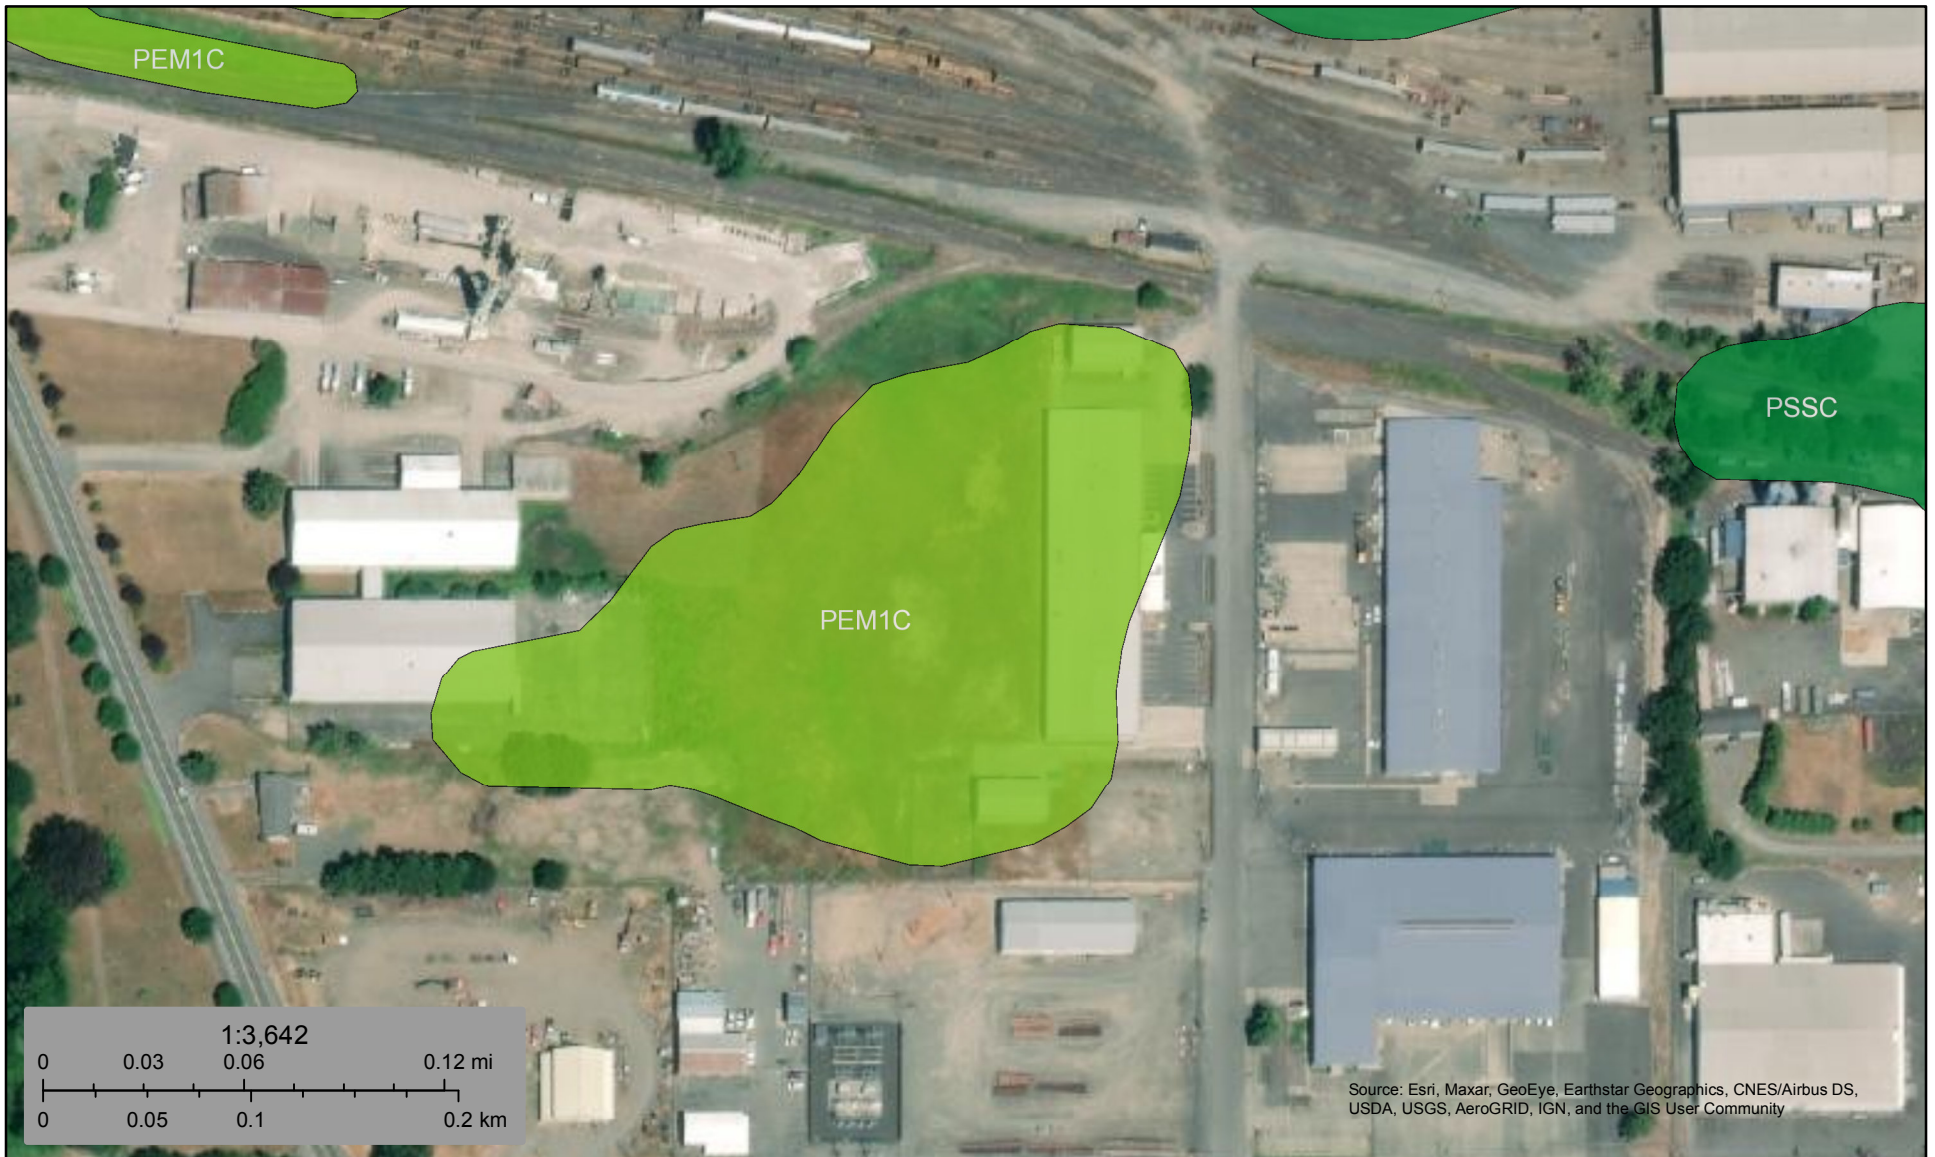 PEM1C
PSSC
PEM1C
1:3,642
0 0.03 0.06 0.12 mi
0 0.05 0.1 0.2 km
Source: Esri, Maxar, GeoEye, Earthstar Geographics, CNES/Airbus DS,
USDA, USGS, AeroGRID, IGN, and the GIS User Community